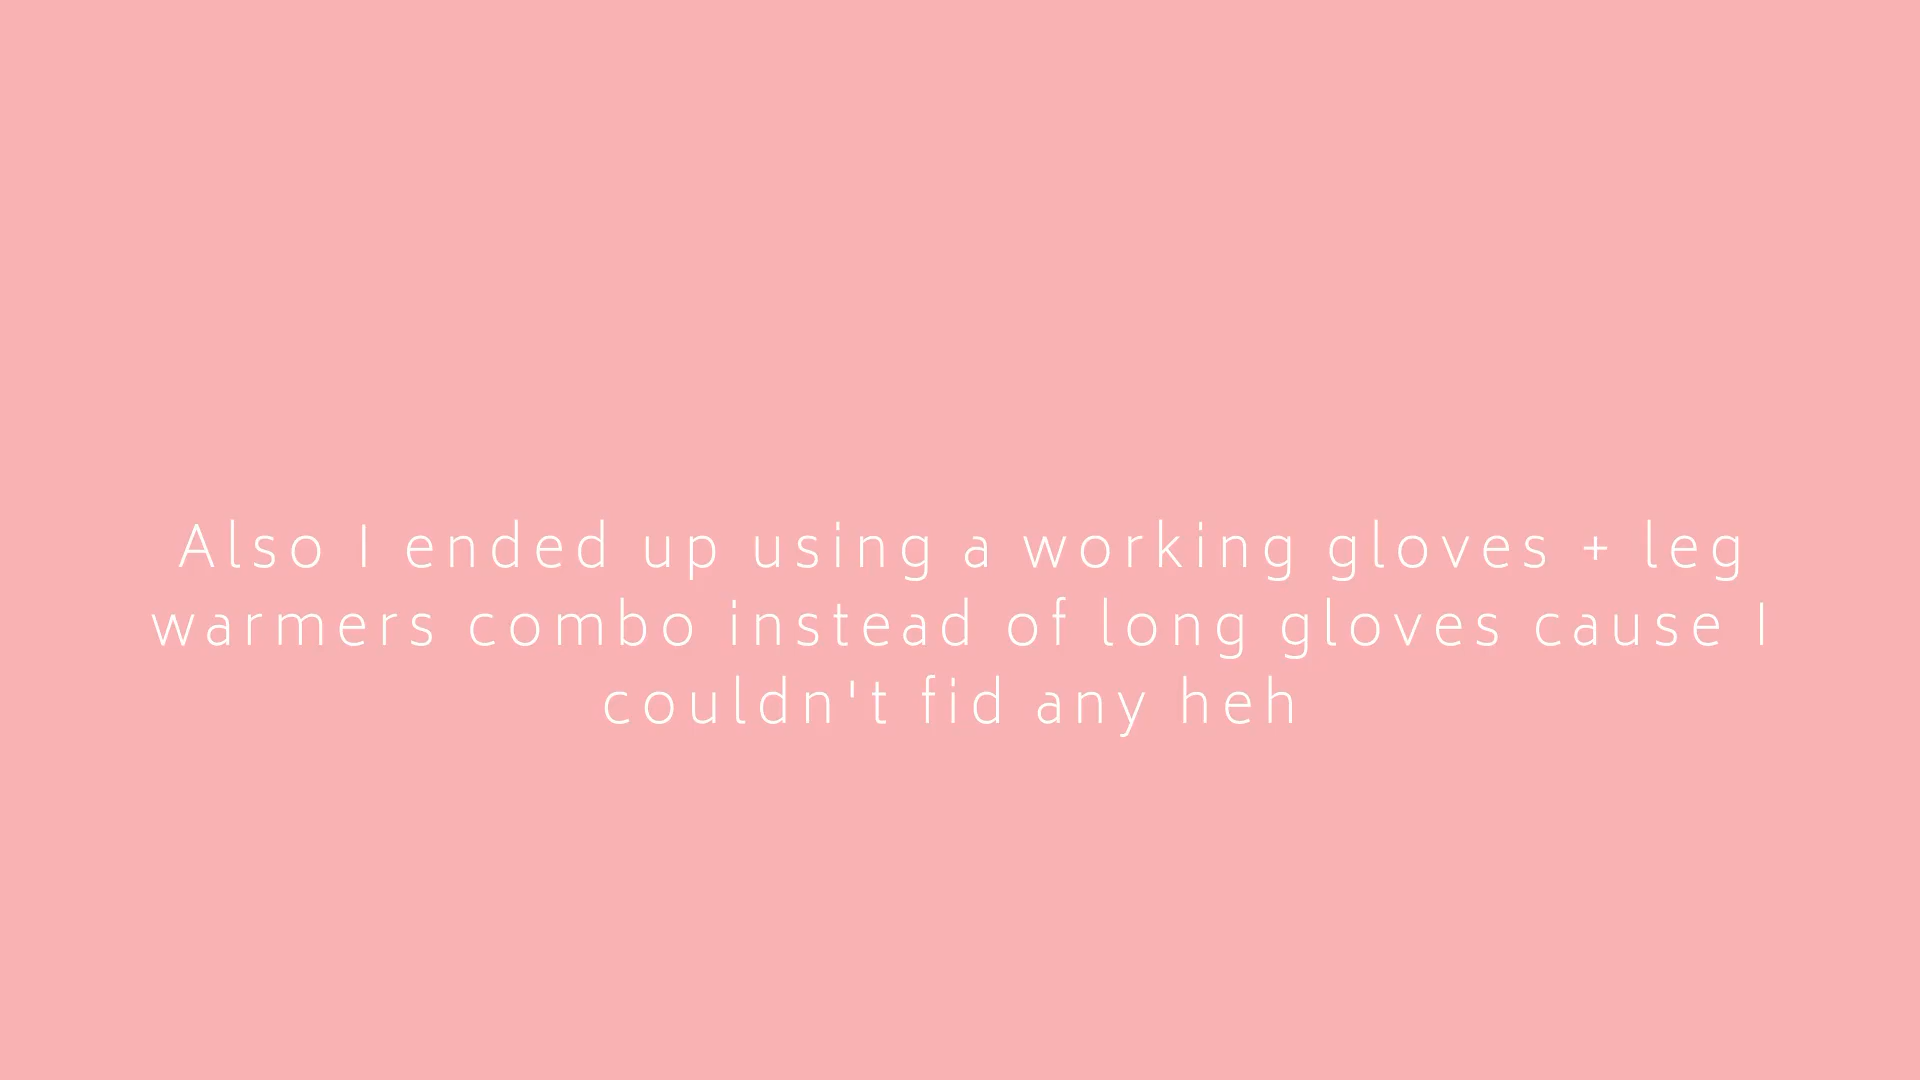 Also I ended up using a working gloves + leg
warmers combo instead of long gloves cause I
couldn't fid any heh